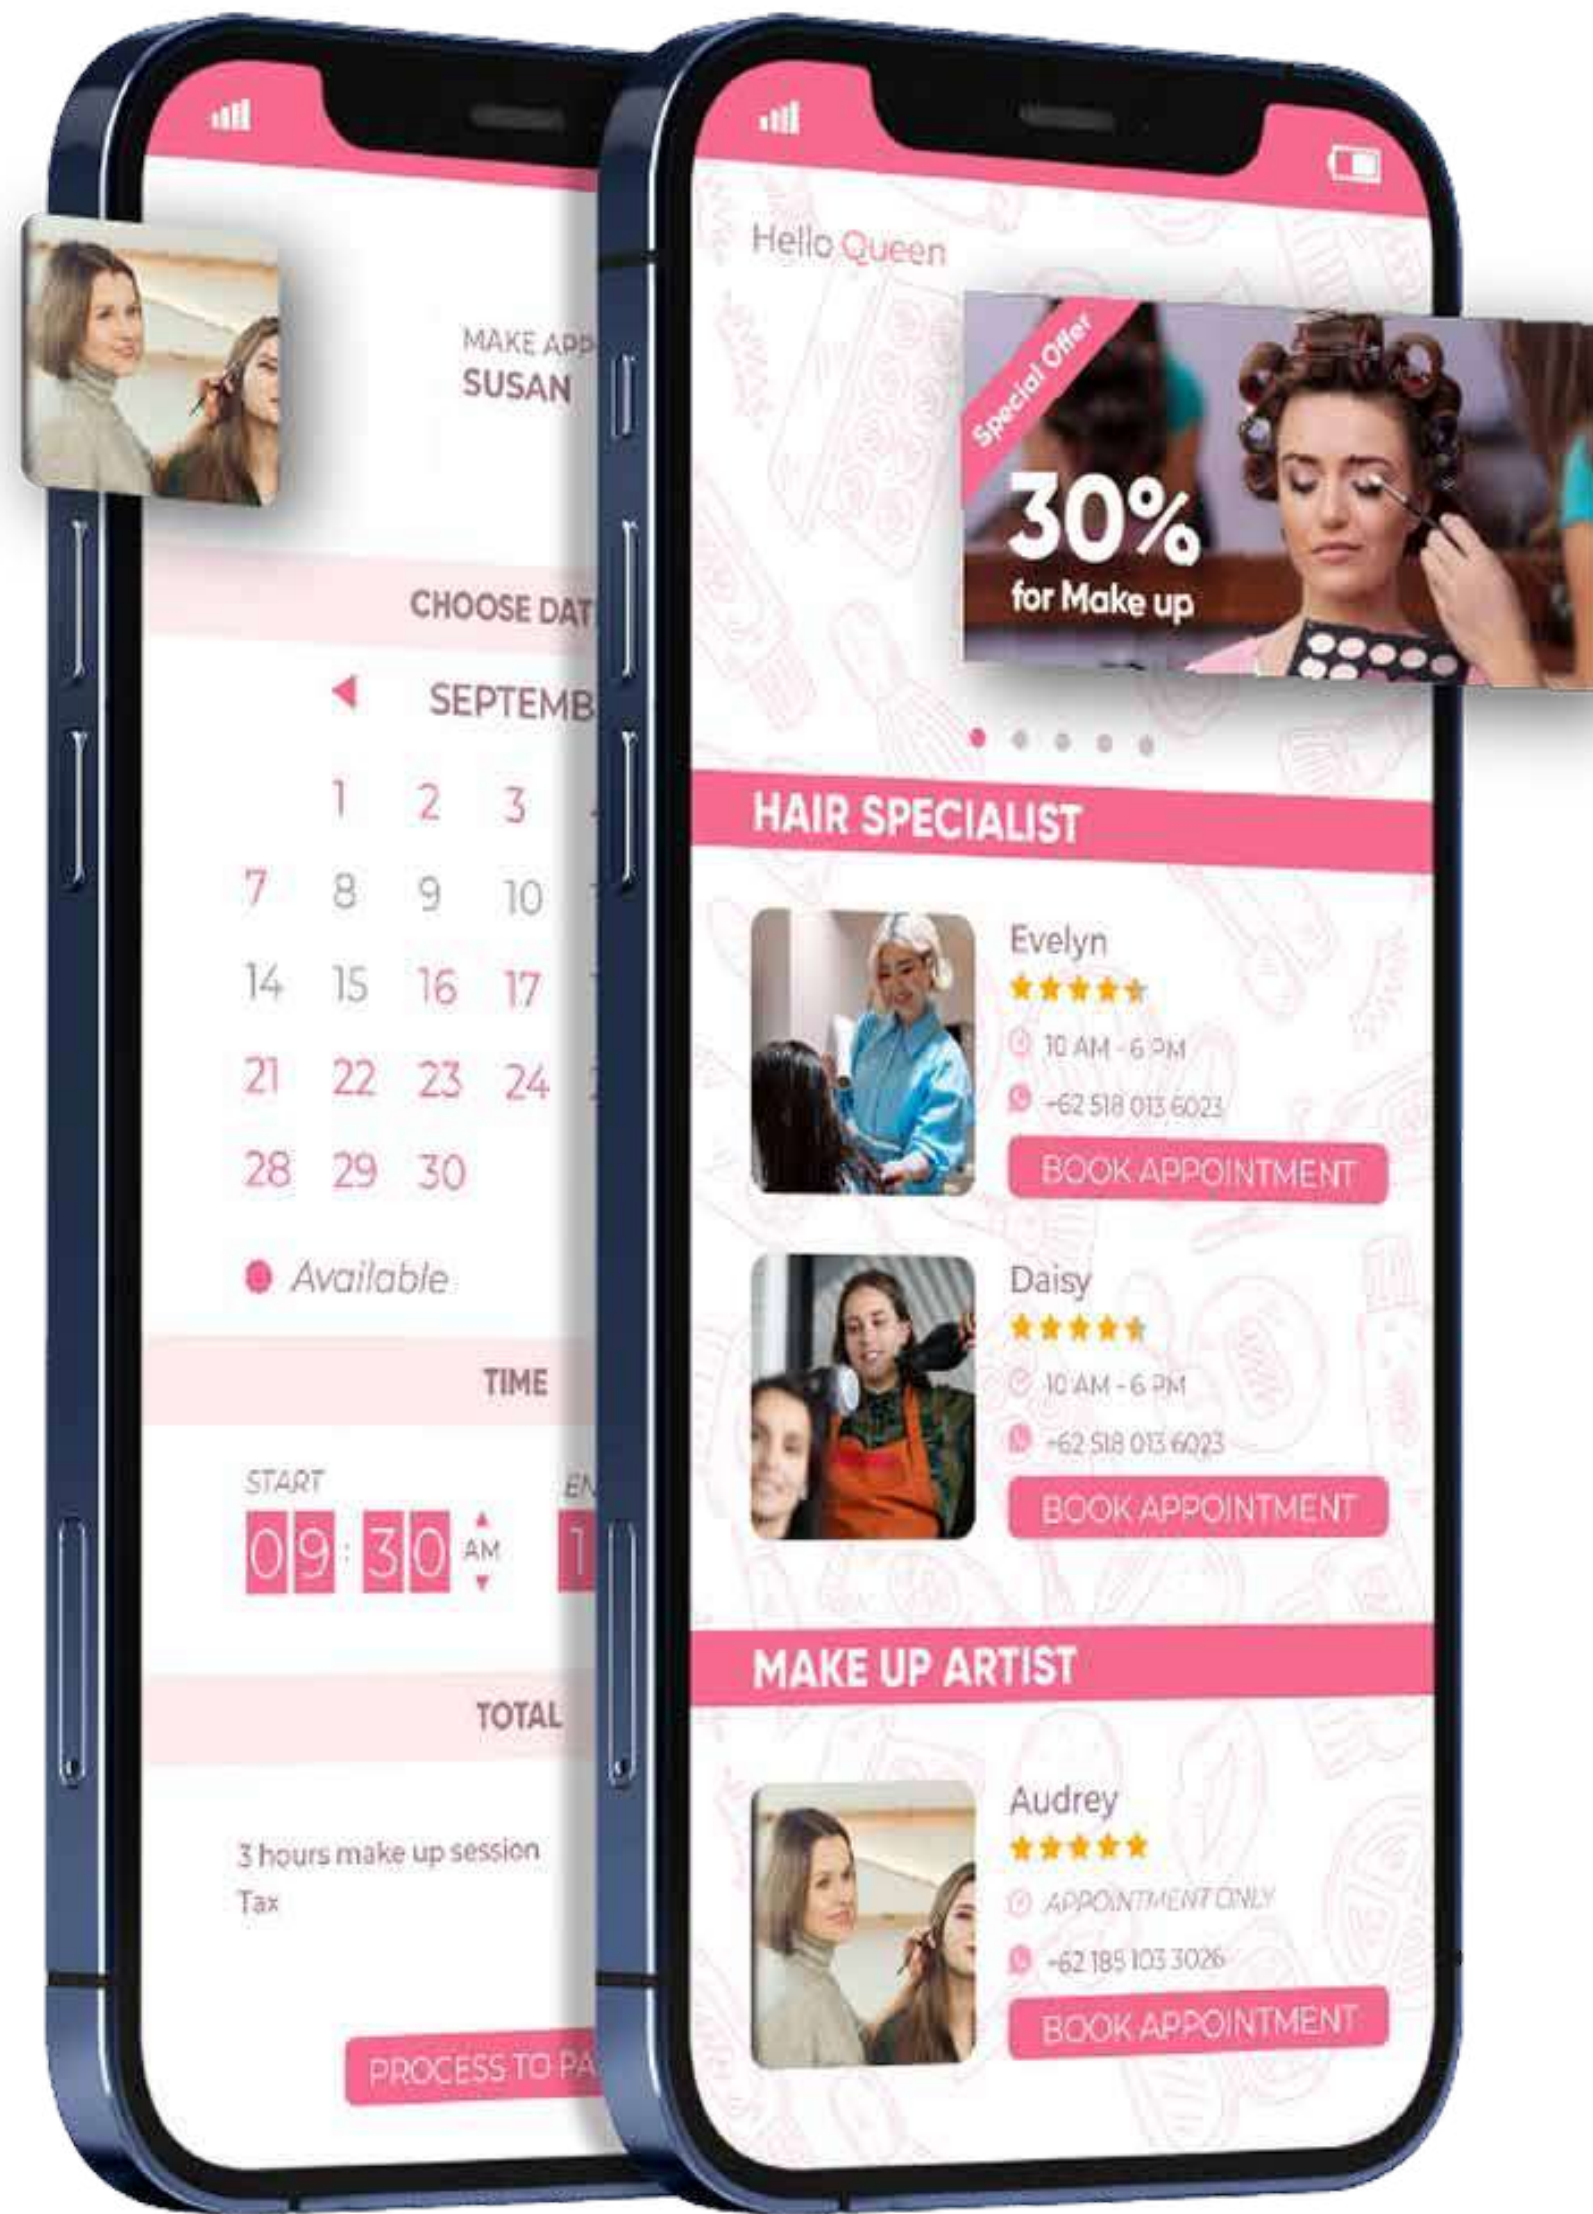 MAKE APP
SUSAN
CHOOSE DAT
SEPTEMB
1 2 3
7 8 9 10
14 15 16 17
21 22 23 24
28 29 30
Available
TIME
START
EN
09:30 AM
1
TOTAL
3 hours make up session
Tax
PROCESS TO PA
Hello Queen
Special Offer
30%
for Make up
HAIR SPECIALIST
Evelyn
10 AM - 6 PM
+62 518 013 6023
BOOK APPOINTMENT
Daisy
10 AM - 6 PM
+62 518 013 6023
BOOK APPOINTMENT
MAKE UP ARTIST
Audrey
APPOINTMENT ONLY
+62 185 103 3026
BOOK APPOINTMENT